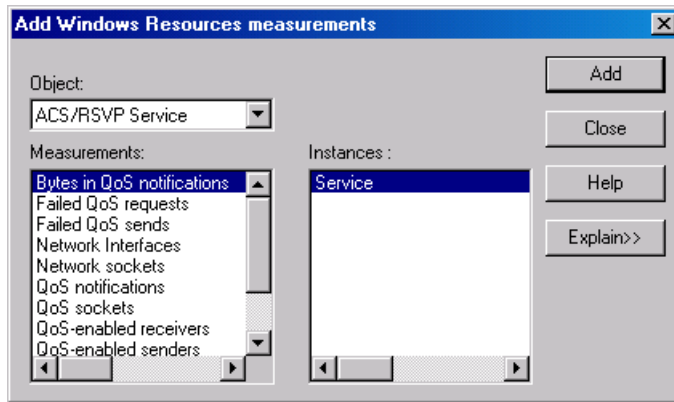 Add Windows Resources measurements
Object:
ACS/RSVP Service
Measurements:
Bytes in QoS notifications
Failed QoS requests
Failed QoS sends
Network Interfaces
Network sockets
QoS notifications
QoS sockets
QoS-enabled receivers
QoS-enabled senders
Instances :
Service
Add
Close
Help
Explain>>